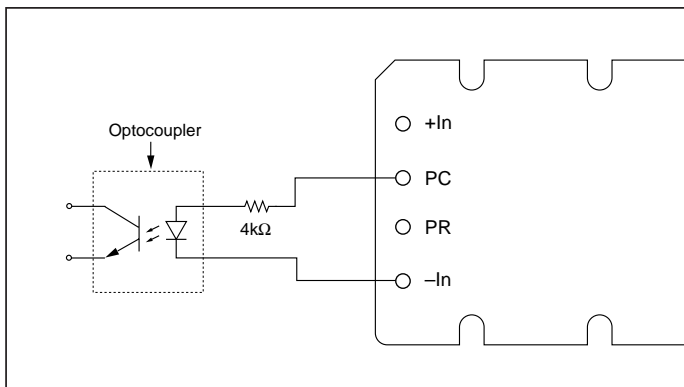 Optocoupler
4kΩ
+In
PC
PR
–In